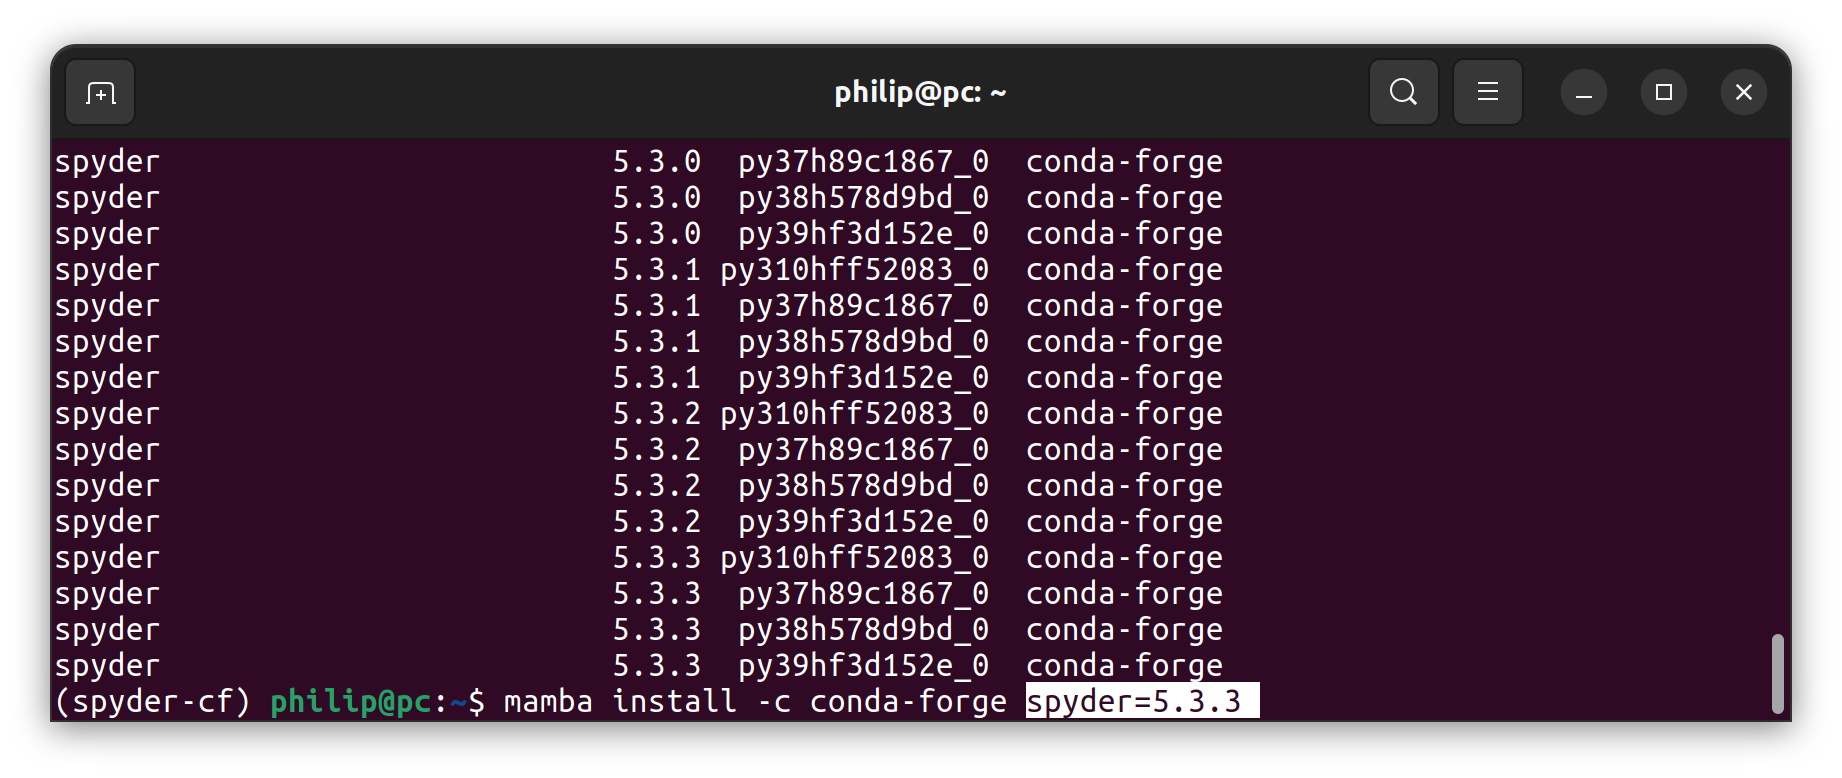 philip@pc: ~
spyder 5.3.0 py37h89c1867_0 conda-forge
spyder 5.3.0 py38h578d9bd_0 conda-forge
spyder 5.3.0 py39hf3d152e_0 conda-forge
spyder 5.3.1 py310hff52083_0 conda-forge
spyder 5.3.1 py37h89c1867_0 conda-forge
spyder 5.3.1 py38h578d9bd_0 conda-forge
spyder 5.3.1 py39hf3d152e_0 conda-forge
spyder 5.3.2 py310hff52083_0 conda-forge
spyder 5.3.2 py37h89c1867_0 conda-forge
spyder 5.3.2 py38h578d9bd_0 conda-forge
spyder 5.3.2 py39hf3d152e_0 conda-forge
spyder 5.3.3 py310hff52083_0 conda-forge
spyder 5.3.3 py37h89c1867_0 conda-forge
spyder 5.3.3 py38h578d9bd_0 conda-forge
spyder 5.3.3 py39hf3d152e_0 conda-forge
(spyder-cf) philip@pc:~$ mamba install -c conda-forge spyder=5.3.3